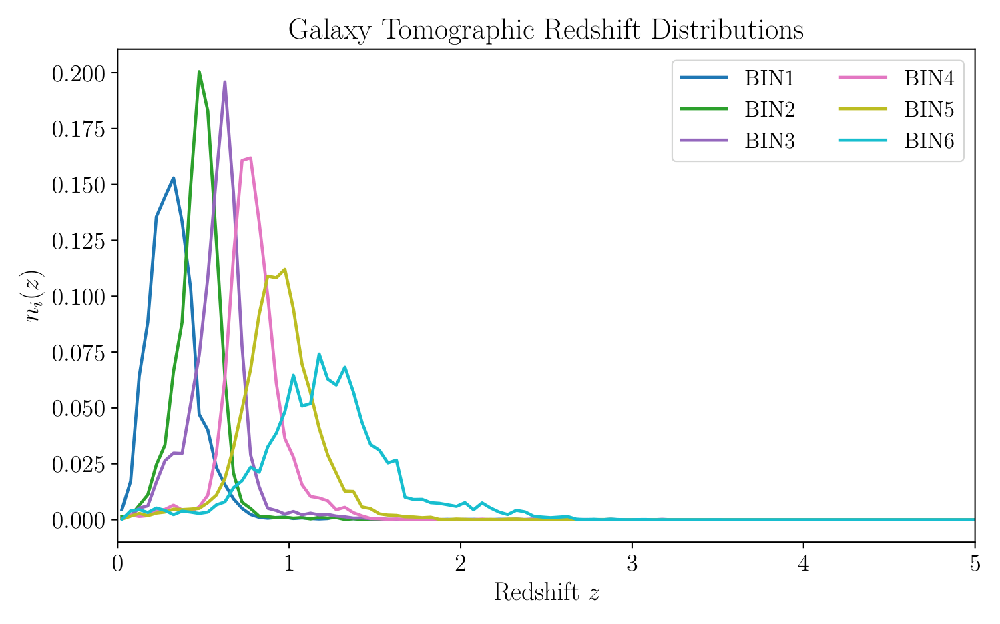 Galaxy Tomographic Redshift Distributions
0.200
0.175
0.150
0.125
0.100
0.075
0.050
0.025
0.000
n_i(z)
BIN1
BIN2
BIN3
BIN4
BIN5
BIN6
0 1 2 3 4 5
Redshift z